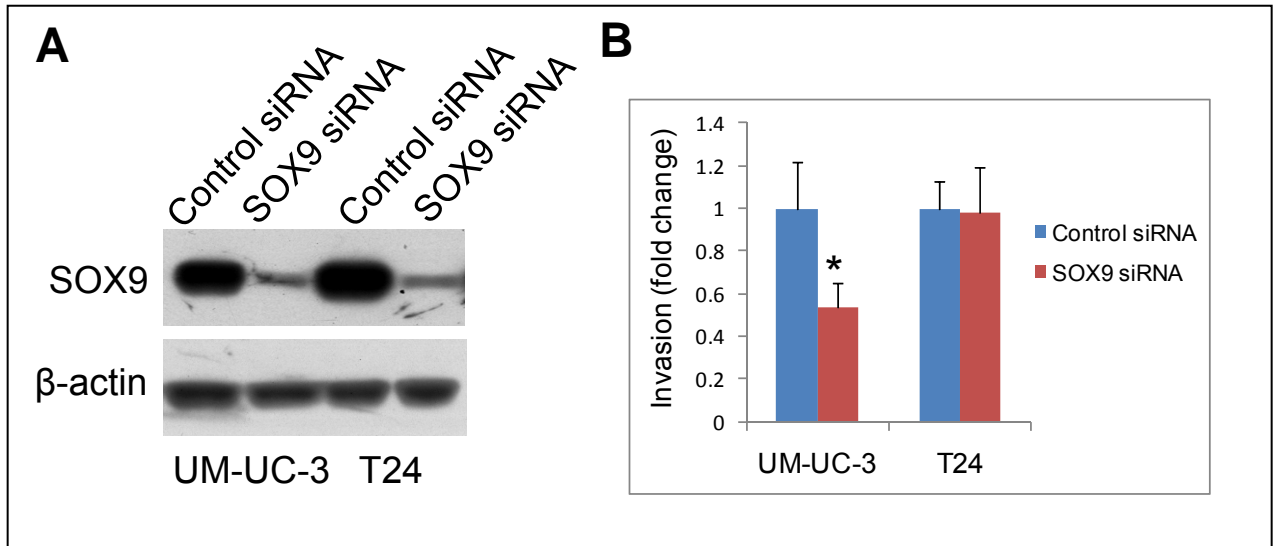 A
Control siRNA
SOX9 siRNA
Control siRNA
SOX9 siRNA
SOX9
β-actin
UM-UC-3 T24
B
Invasion (fold change)
1.4
1.2
1
0.8
0.6
0.4
0.2
0
*
UM-UC-3 T24
Control siRNA
SOX9 siRNA